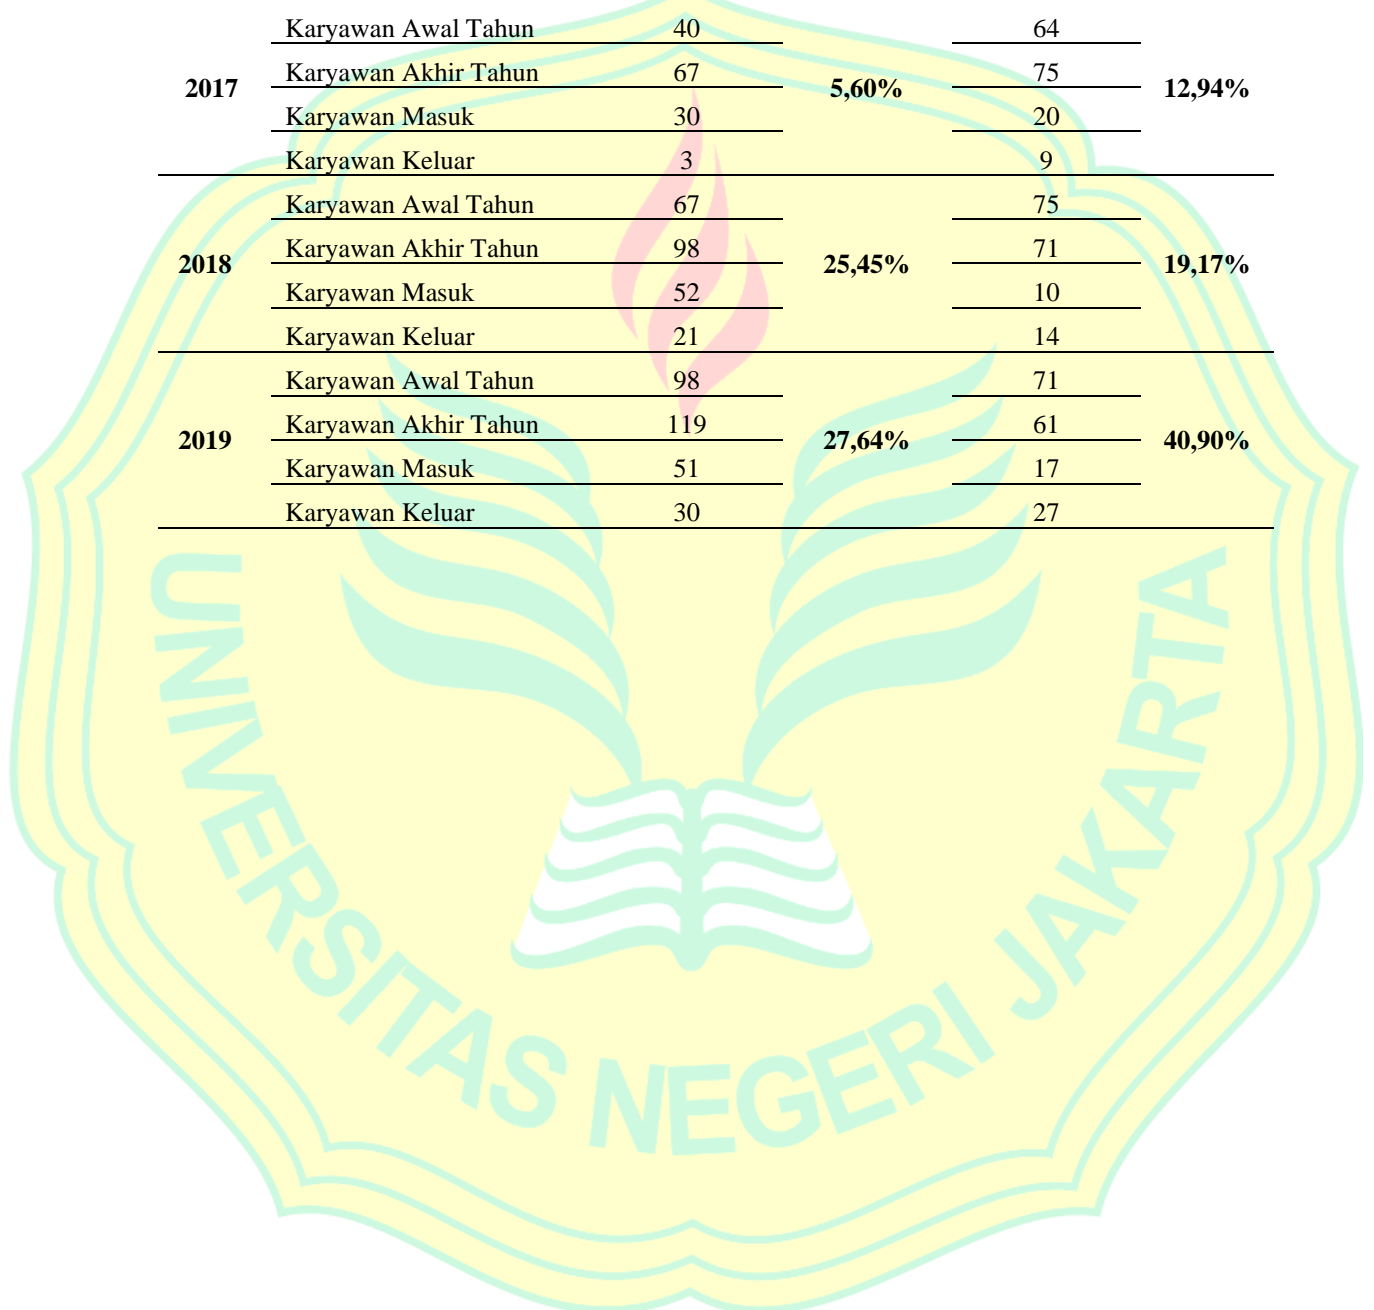 Karyawan Awal Tahun 40 64
2017 Karyawan Akhir Tahun 67 5,60% 75 12,94%
Karyawan Masuk 30 20
Karyawan Keluar 3 9
Karyawan Awal Tahun 67 75
2018 Karyawan Akhir Tahun 98 25,45% 71 19,17%
Karyawan Masuk 52 10
Karyawan Keluar 21 14
Karyawan Awal Tahun 98 71
2019 Karyawan Akhir Tahun 119 27,64% 61 40,90%
Karyawan Masuk 51 17
Karyawan Keluar 30 27
UNIVERSITAS NEGERI JAKARTA